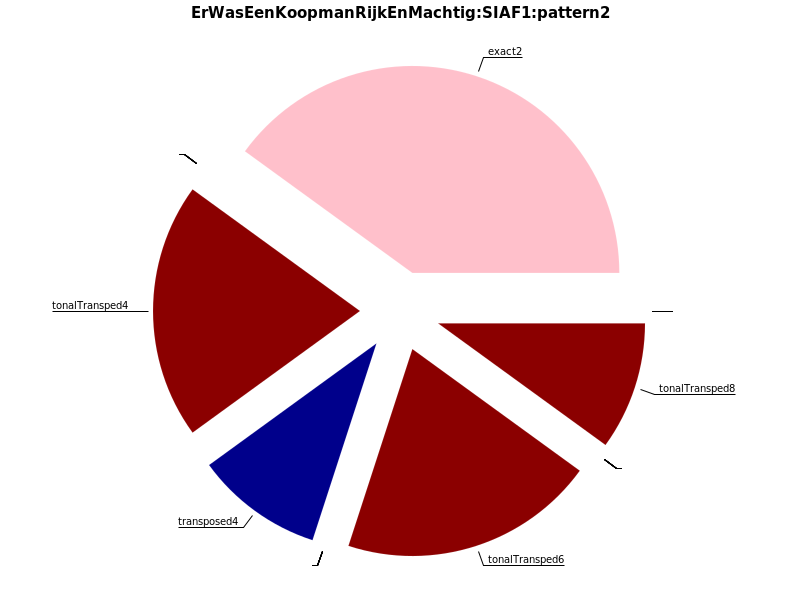 ErWasEenKoopmanRijkEnMachtig:SIAF1:pattern2
exact2
tonalTransped4
tonalTransped8
transposed4
tonalTransped6